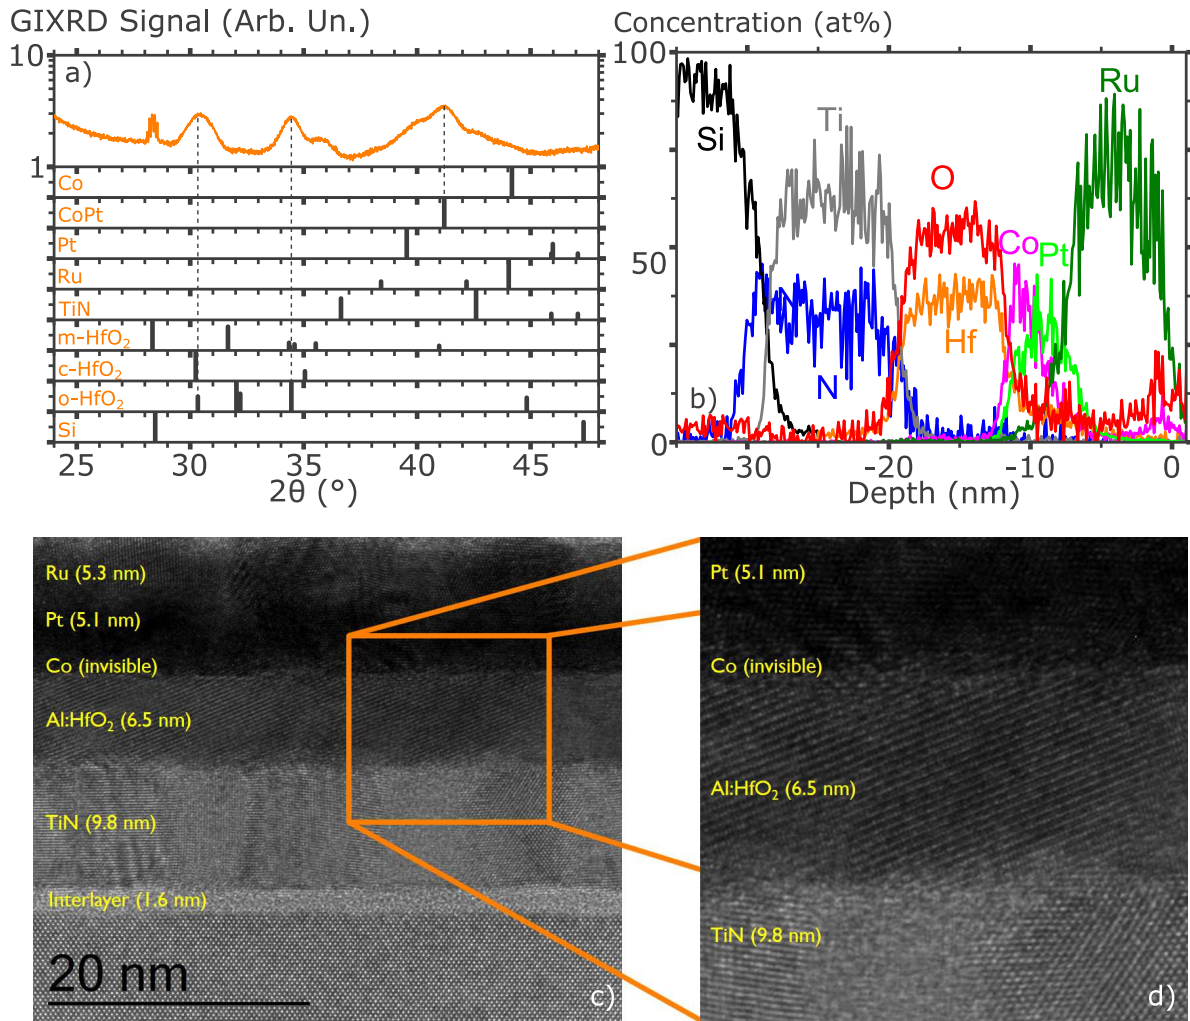 GIXRD Signal (Arb. Un.)
10
a)
1
Co
CoPt
Pt
Ru
TiN
m-HfO₂
c-HfO₂
o-HfO₂
Si
25 30 35 40 45
2θ (°)
Concentration (at%)
100
Si
Ti
Ru
O
CoPt
50
N
Hf
N
b)
0
-30 -20 -10 0
Depth (nm)
Ru (5.3 nm)
Pt (5.1 nm)
Co (invisible)
Al:HfO₂ (6.5 nm)
TiN (9.8 nm)
Interlayer (1.6 nm)
20 nm
c)
Pt (5.1 nm)
Co (invisible)
Al:HfO₂ (6.5 nm)
TiN (9.8 nm)
d)